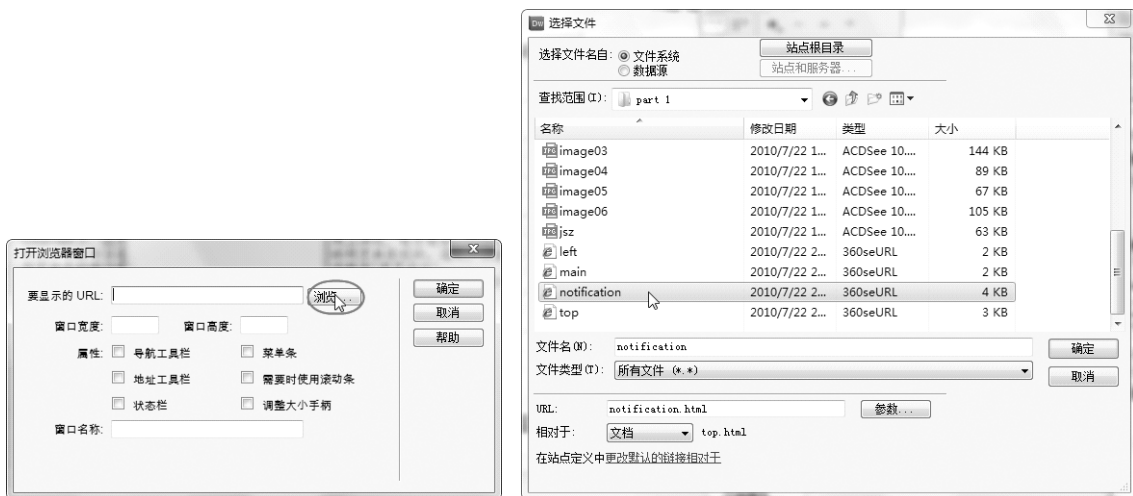 打开浏览器窗口
要显示的 URL: 浏览... 确定
窗口宽度: 窗口高度: 取消
属性: 导航工具栏 菜单条 帮助
地址工具栏 需要时使用滚动条
状态栏 调整大小手柄
窗口名称:
Dw 选择文件
选择文件名自: 文件系统 站点根目录
数据源 站点和服务器...
查找范围(I): part 1
名称 修改日期 类型 大小
image03 2010/7/22 1... ACDSee 10.... 144 KB
image04 2010/7/22 1... ACDSee 10.... 89 KB
image05 2010/7/22 1... ACDSee 10.... 67 KB
image06 2010/7/22 1... ACDSee 10.... 105 KB
jsz 2010/7/22 1... ACDSee 10.... 63 KB
left 2010/7/22 2... 360seURL 2 KB
main 2010/7/22 2... 360seURL 2 KB
notification 2010/7/22 2... 360seURL 4 KB
top 2010/7/22 2... 360seURL 3 KB
文件名(N): notification 确定
文件类型(T): 所有文件 (*.*) 取消
URL: notification.html 参数...
相对于: 文档 top.html
在站点定义中更改默认的链接相对于